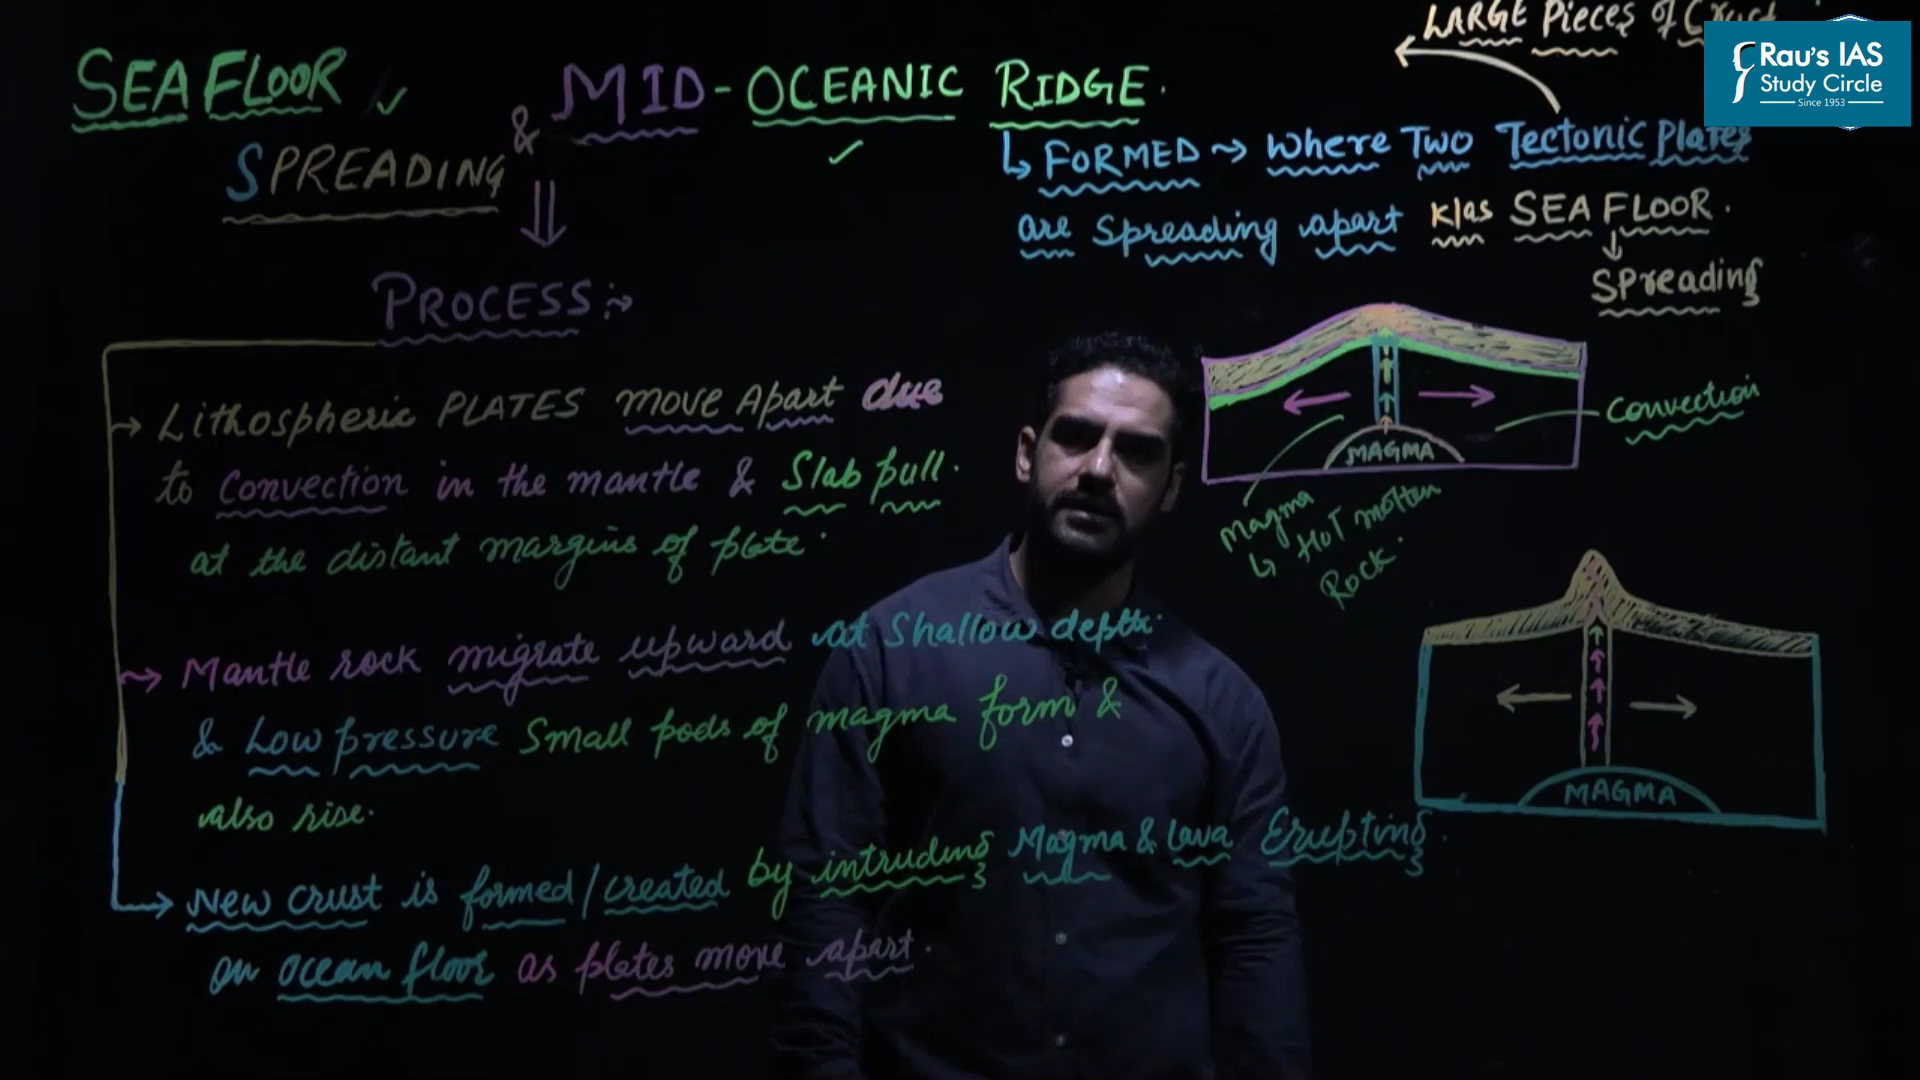 LARGE Pieces of Crust
Rau's IAS
Study Circle
Since 1953
SEA FLOOR
SPREADING
& MID-OCEANIC RIDGE.
FORMED → Where Two Tectonic Plates
are Spreading apart k/as SEA FLOOR.
Spreading
PROCESS:→
→ Lithospheric PLATES move Apart due
to Convection in the mantle & Slab pull.
at the distant margins of plate.
→ Mantle rock migrate upward at Shallow depth.
& Low pressure Small pods of magma form &
also rise.
→ New crust is formed/created by intruding Magma & lava Erupting.
on ocean floor as plates move apart.
MAGMA
Convection
Magma
↳ HOT molten
Rock.
MAGMA